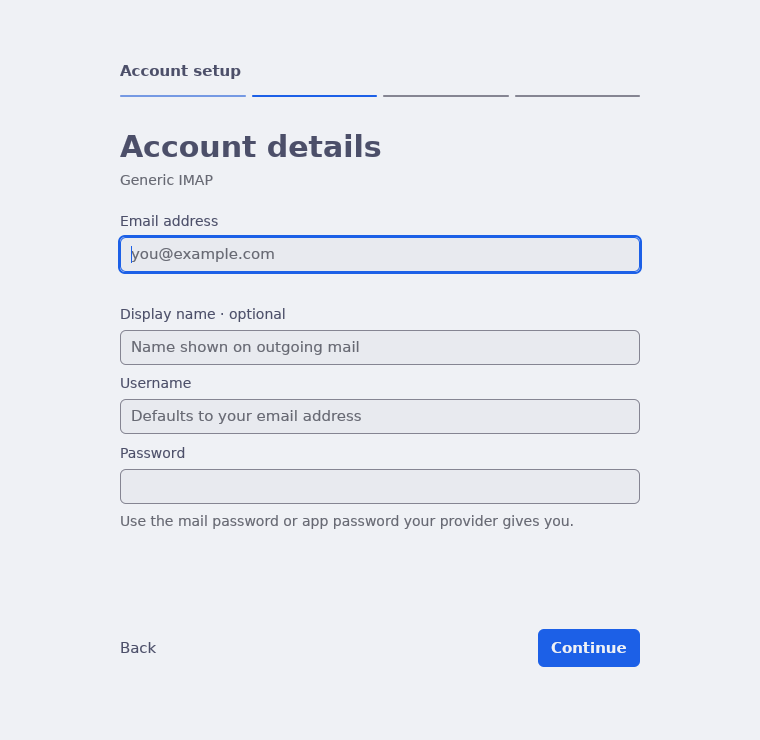 Account setup
Account details
Generic IMAP
Email address
you@example.com
Display name · optional
Name shown on outgoing mail
Username
Defaults to your email address
Password
Use the mail password or app password your provider gives you.
Back
Continue